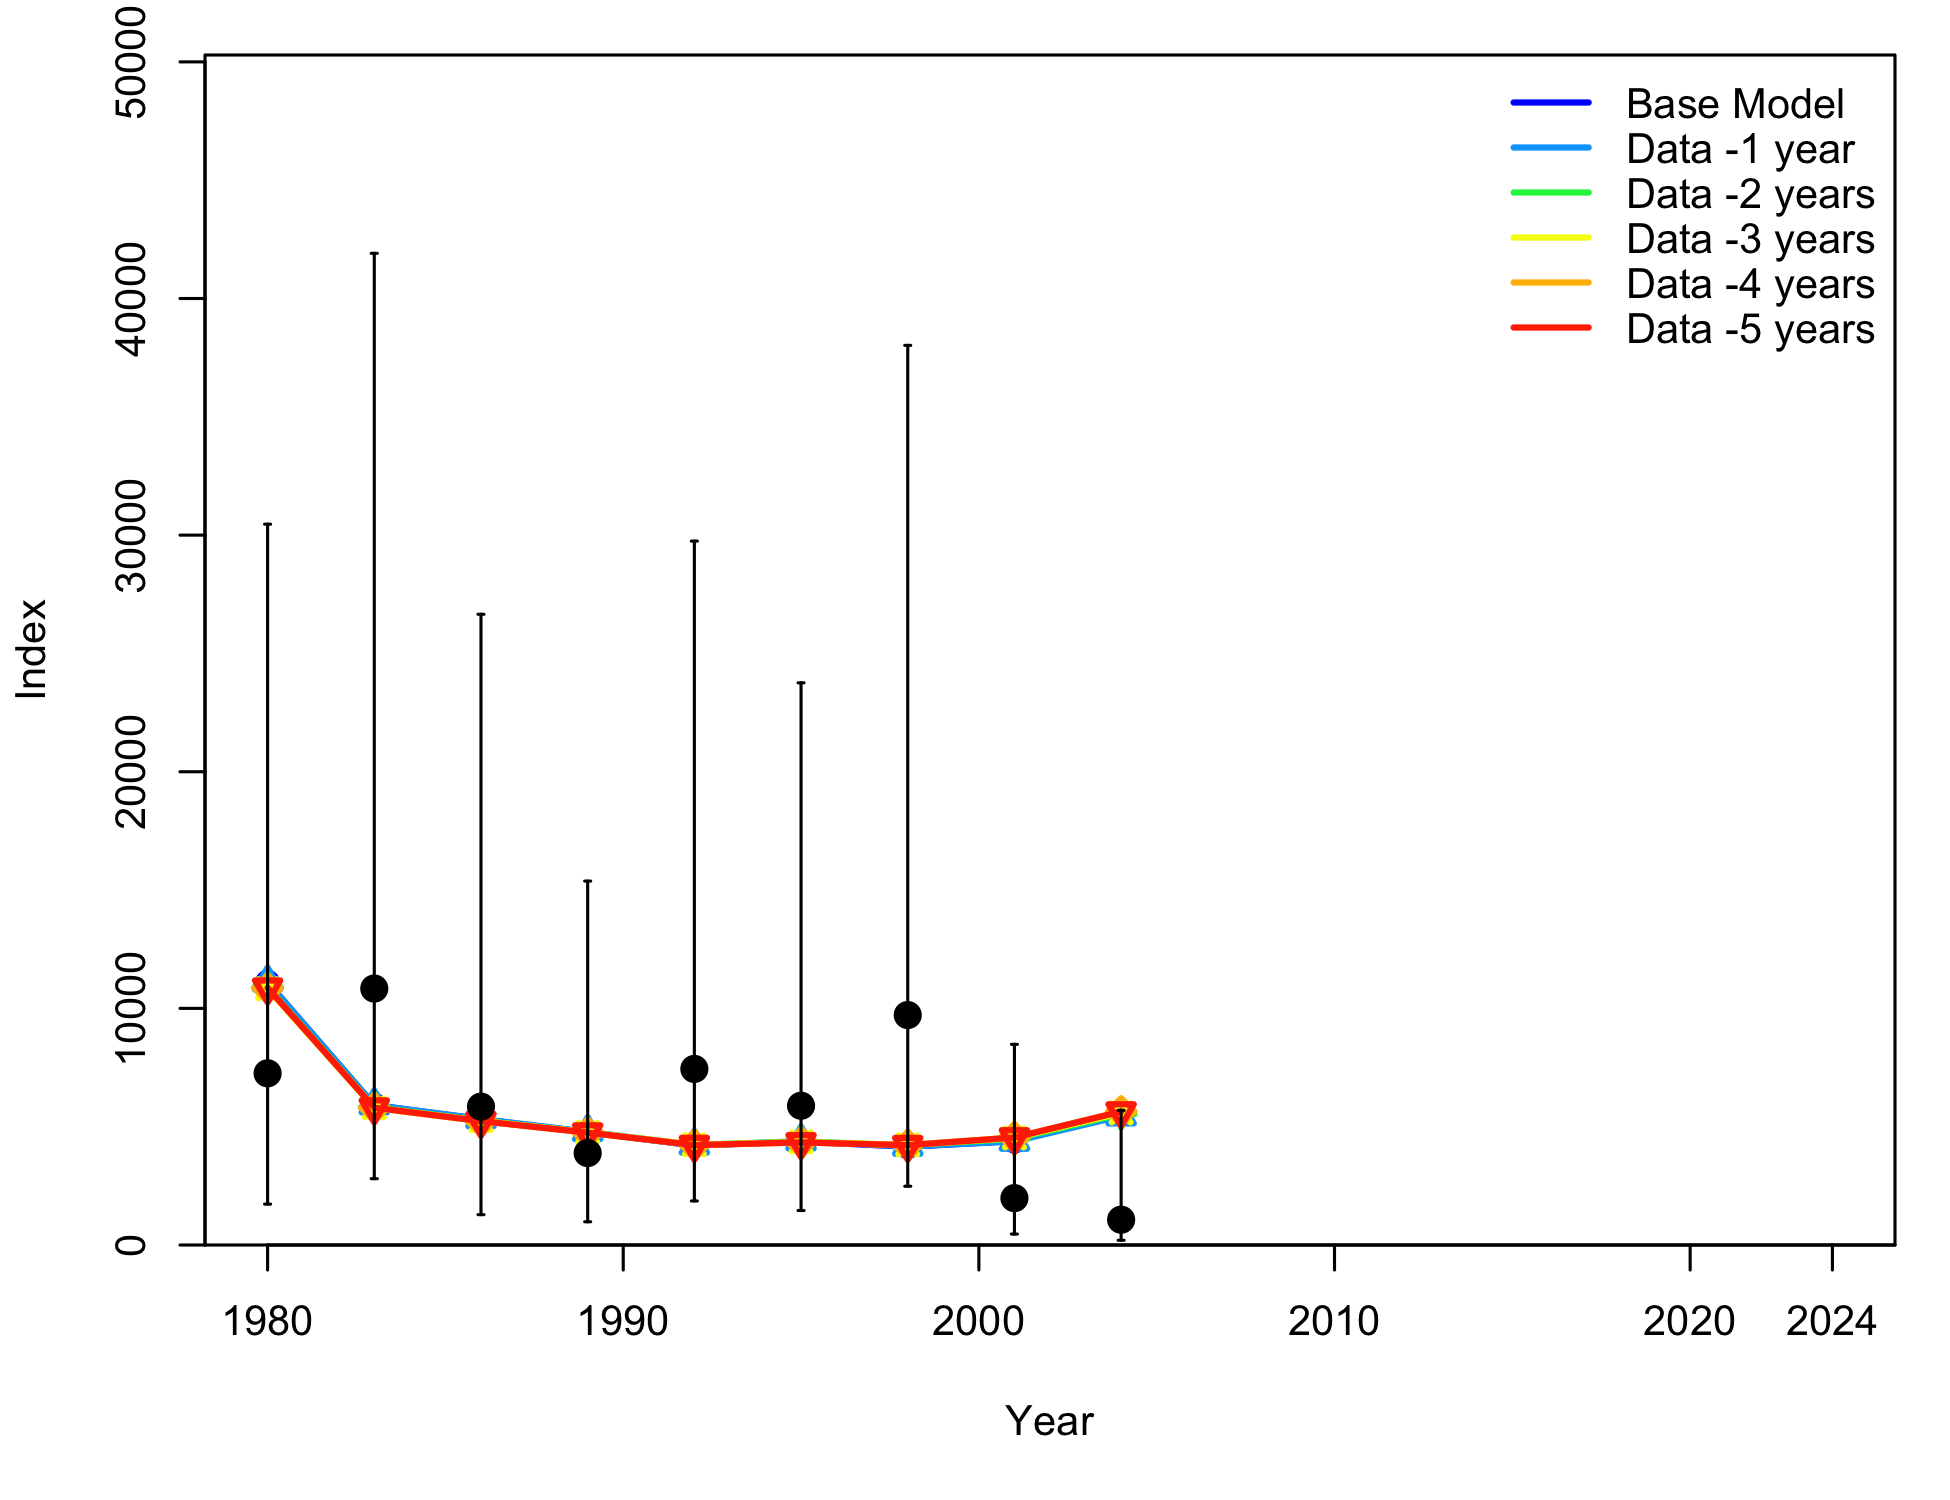 50000
40000
30000
20000
10000
0
Index
Base Model
Data -1 year
Data -2 years
Data -3 years
Data -4 years
Data -5 years
1980 1990 2000 2010 2020 2024
Year